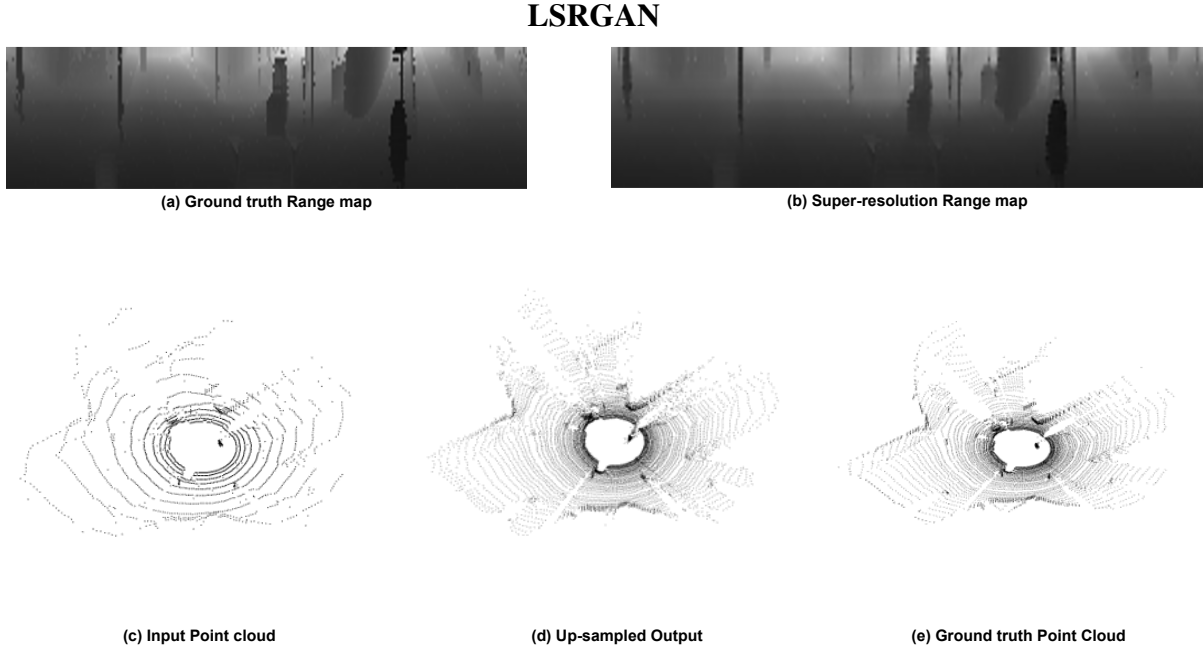 LSRGAN
(a) Ground truth Range map
(b) Super-resolution Range map
(c) Input Point cloud
(d) Up-sampled Output
(e) Ground truth Point Cloud